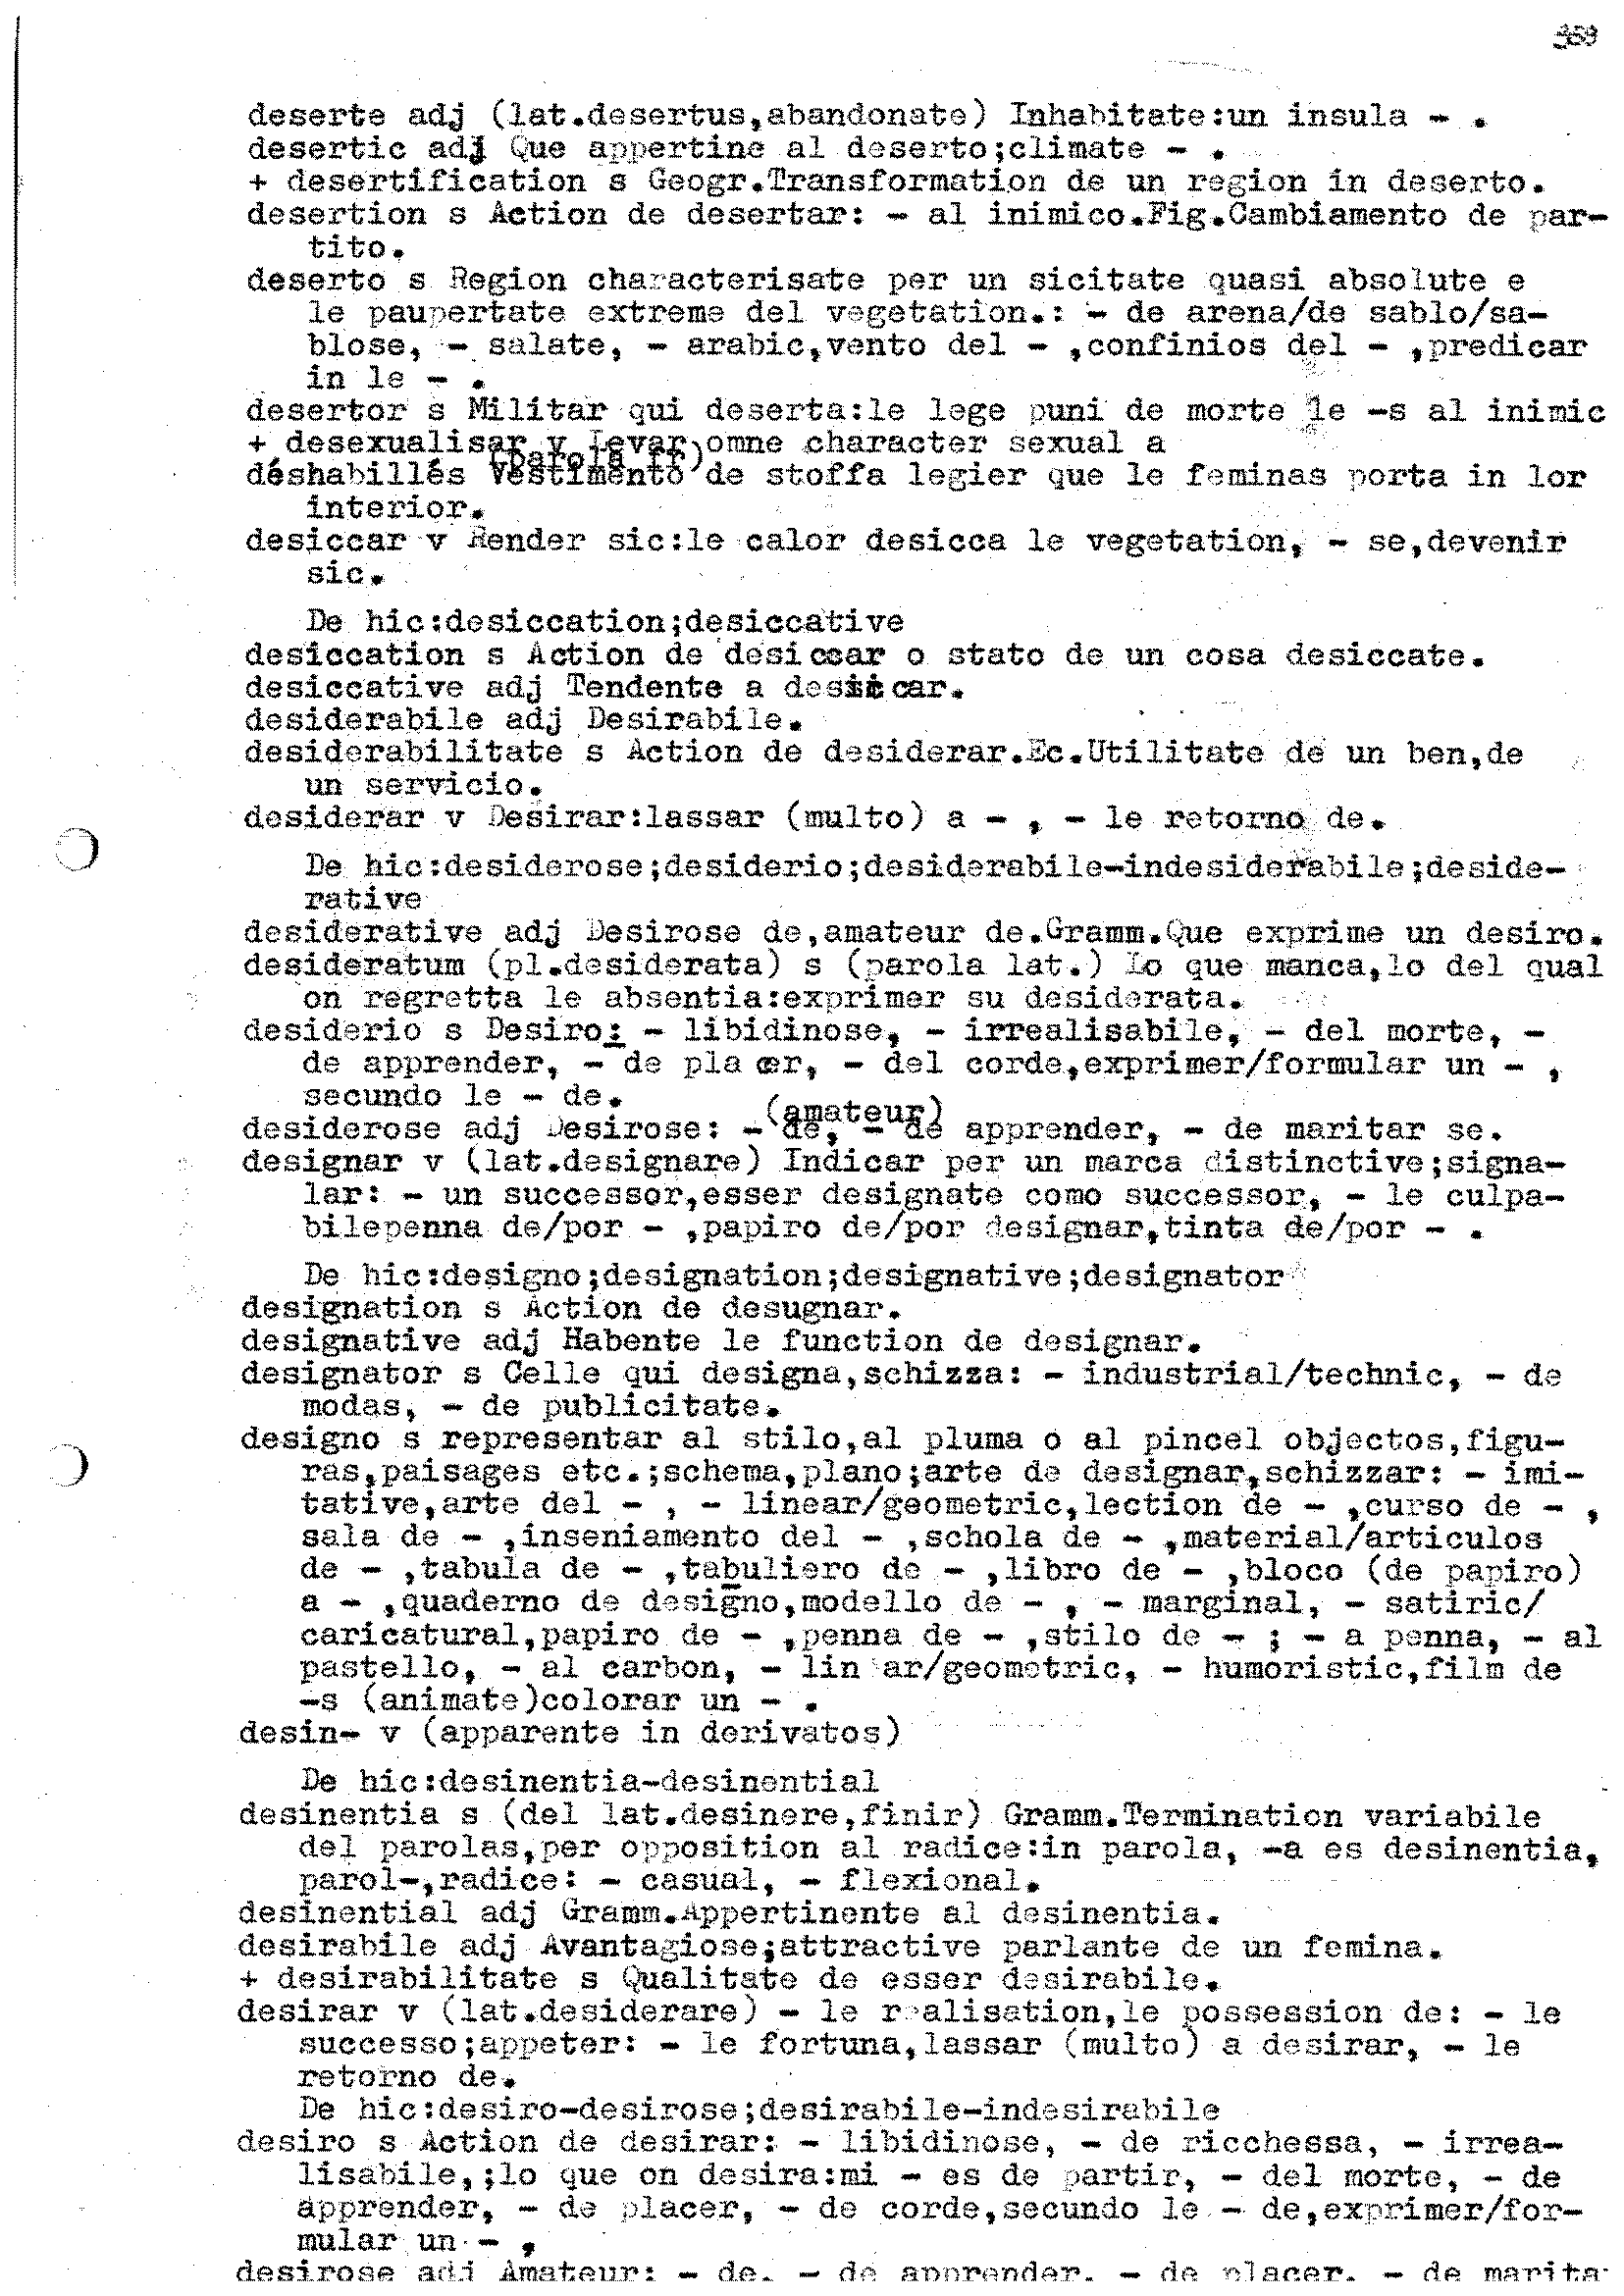 deserte adj (lat.desertus,abandonate) Inhabitate:un insula - .
desertic adj Que appertine al deserto;climate - .
+ desertification s Geogr.Transformation de un region in deserto.
desertion s Action de desertar: - al inimico.Fig.Cambiamento de par-
tito.
deserto s Region characterisate per un sicitate quasi absolute e
le paupertate extreme del vegetation.: - de arena/de sablo/sa-
blose, - salate, - arabic,vento del - ,confinios del - ,predicar
in le - .
desertor s Militar qui deserta:le lege puni de morte le -s al inimic
+ desexualisar v Levar omne character sexual a
(parola fr)
déshabillés Vestimento de stoffa legier que le feminas porta in lor
interior.
desiccar v Render sic:le calor desicca le vegetation, - se,devenir
sic.
De hic:desiccation;desiccative
desiccation s Action de desiccar o stato de un cosa desiccate.
desiccative adj Tendente a desiccar.
desiderabile adj Desirabile.
desiderabilitate s Action de desiderar.Ec.Utilitate de un ben,de
un servicio.
desiderar v Desirar:lassar (multo) a - , - le retorno de.
De hic:desiderose;desiderio;desiderabile-indesiderabile;deside-
rative
desiderative adj Desirose de,amateur de.Gramm.Que exprime un desiro.
desideratum (pl.desiderata) s (parola lat.) Lo que manca,lo del qual
on regretta le absentia:exprimer su desiderata.
desiderio s Desiro: - libidinose, - irrealisabile, - del morte, -
de apprender, - de pla cer, - del corde,exprimer/formular un - ,
secundo le - de.
(amateur)
desiderose adj Desirose: - de, - de apprender, - de maritar se.
designar v (lat.designare) Indicar per un marca distinctive;signa-
lar: - un successor,esser designate como successor, - le culpa-
bilepenna de/por - ,papiro de/por designar,tinta de/por - .
De hic:designo;designation;designative;designator
designation s Action de desugnar.
designative adj Habente le function de designar.
designator s Celle qui designa,schizza: - industrial/technic, - de
modas, - de publicitate.
designo s representar al stilo,al pluma o al pincel objectos,figu-
ras,paisages etc.;schema,plano;arte de designar,schizzar: - imi-
tative,arte del - , - linear/geometric,lection de - ,curso de - ,
sala de - ,inseniamento del - ,schola de - ,material/articulos
de - ,tabula de - ,tabuliero de - ,libro de - ,bloco (de papiro)
a - ,quaderno de designo,modello de - , - marginal, - satiric/
caricatural,papiro de - ,penna de - ,stilo de - ; - a penna, - al
pastello, - al carbon, - lin ar/geometric, - humoristic,film de
-s (animate)colorar un - .
desin- v (apparente in derivatos)
De hic:desinentia-desinential
desinentia s (del lat.desinere,finir) Gramm.Termination variabile
del parolas,per opposition al radice:in parola, -a es desinentia,
parol-,radice: - casual, - flexional.
desinential adj Gramm.Appertinente al desinentia.
desirabile adj Avantagiose;attractive parlante de un femina.
+ desirabilitate s Qualitate de esser desirabile.
desirar v (lat.desiderare) - le realisation,le possession de: - le
successo;appeter: - le fortuna,lassar (multo) a desirar, - le
retorno de.
De hic:desiro-desirose;desirabile-indesirabile
desiro s Action de desirar: - libidinose, - de ricchessa, - irrea-
lisabile,;lo que on desira:mi - es de partir, - del morte, - de
apprender, - de placer, - de corde,secundo le - de,exprimer/for-
mular un - ,
desirose adj Amateur: - de, - de apprender, - de placer, - de marita